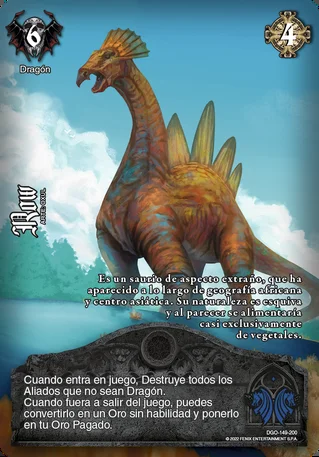 6
4
Dragón
Row
ARTE: GXUL
Es un saurio de aspecto extraño, que ha
aparecido a lo largo de geografía africana
y centro asiática. Su naturaleza es esquiva
y al parecer se alimentaría
casi exclusivamente
de vegetales.
Cuando entra en juego, Destruye todos los
Aliados que no sean Dragón.
Cuando fuera a salir del juego, puedes
convertirlo en un Oro sin habilidad y ponerlo
en tu Oro Pagado.
DGO-149-200
© 2022 FENIX ENTERTAINMENT S.P.A.